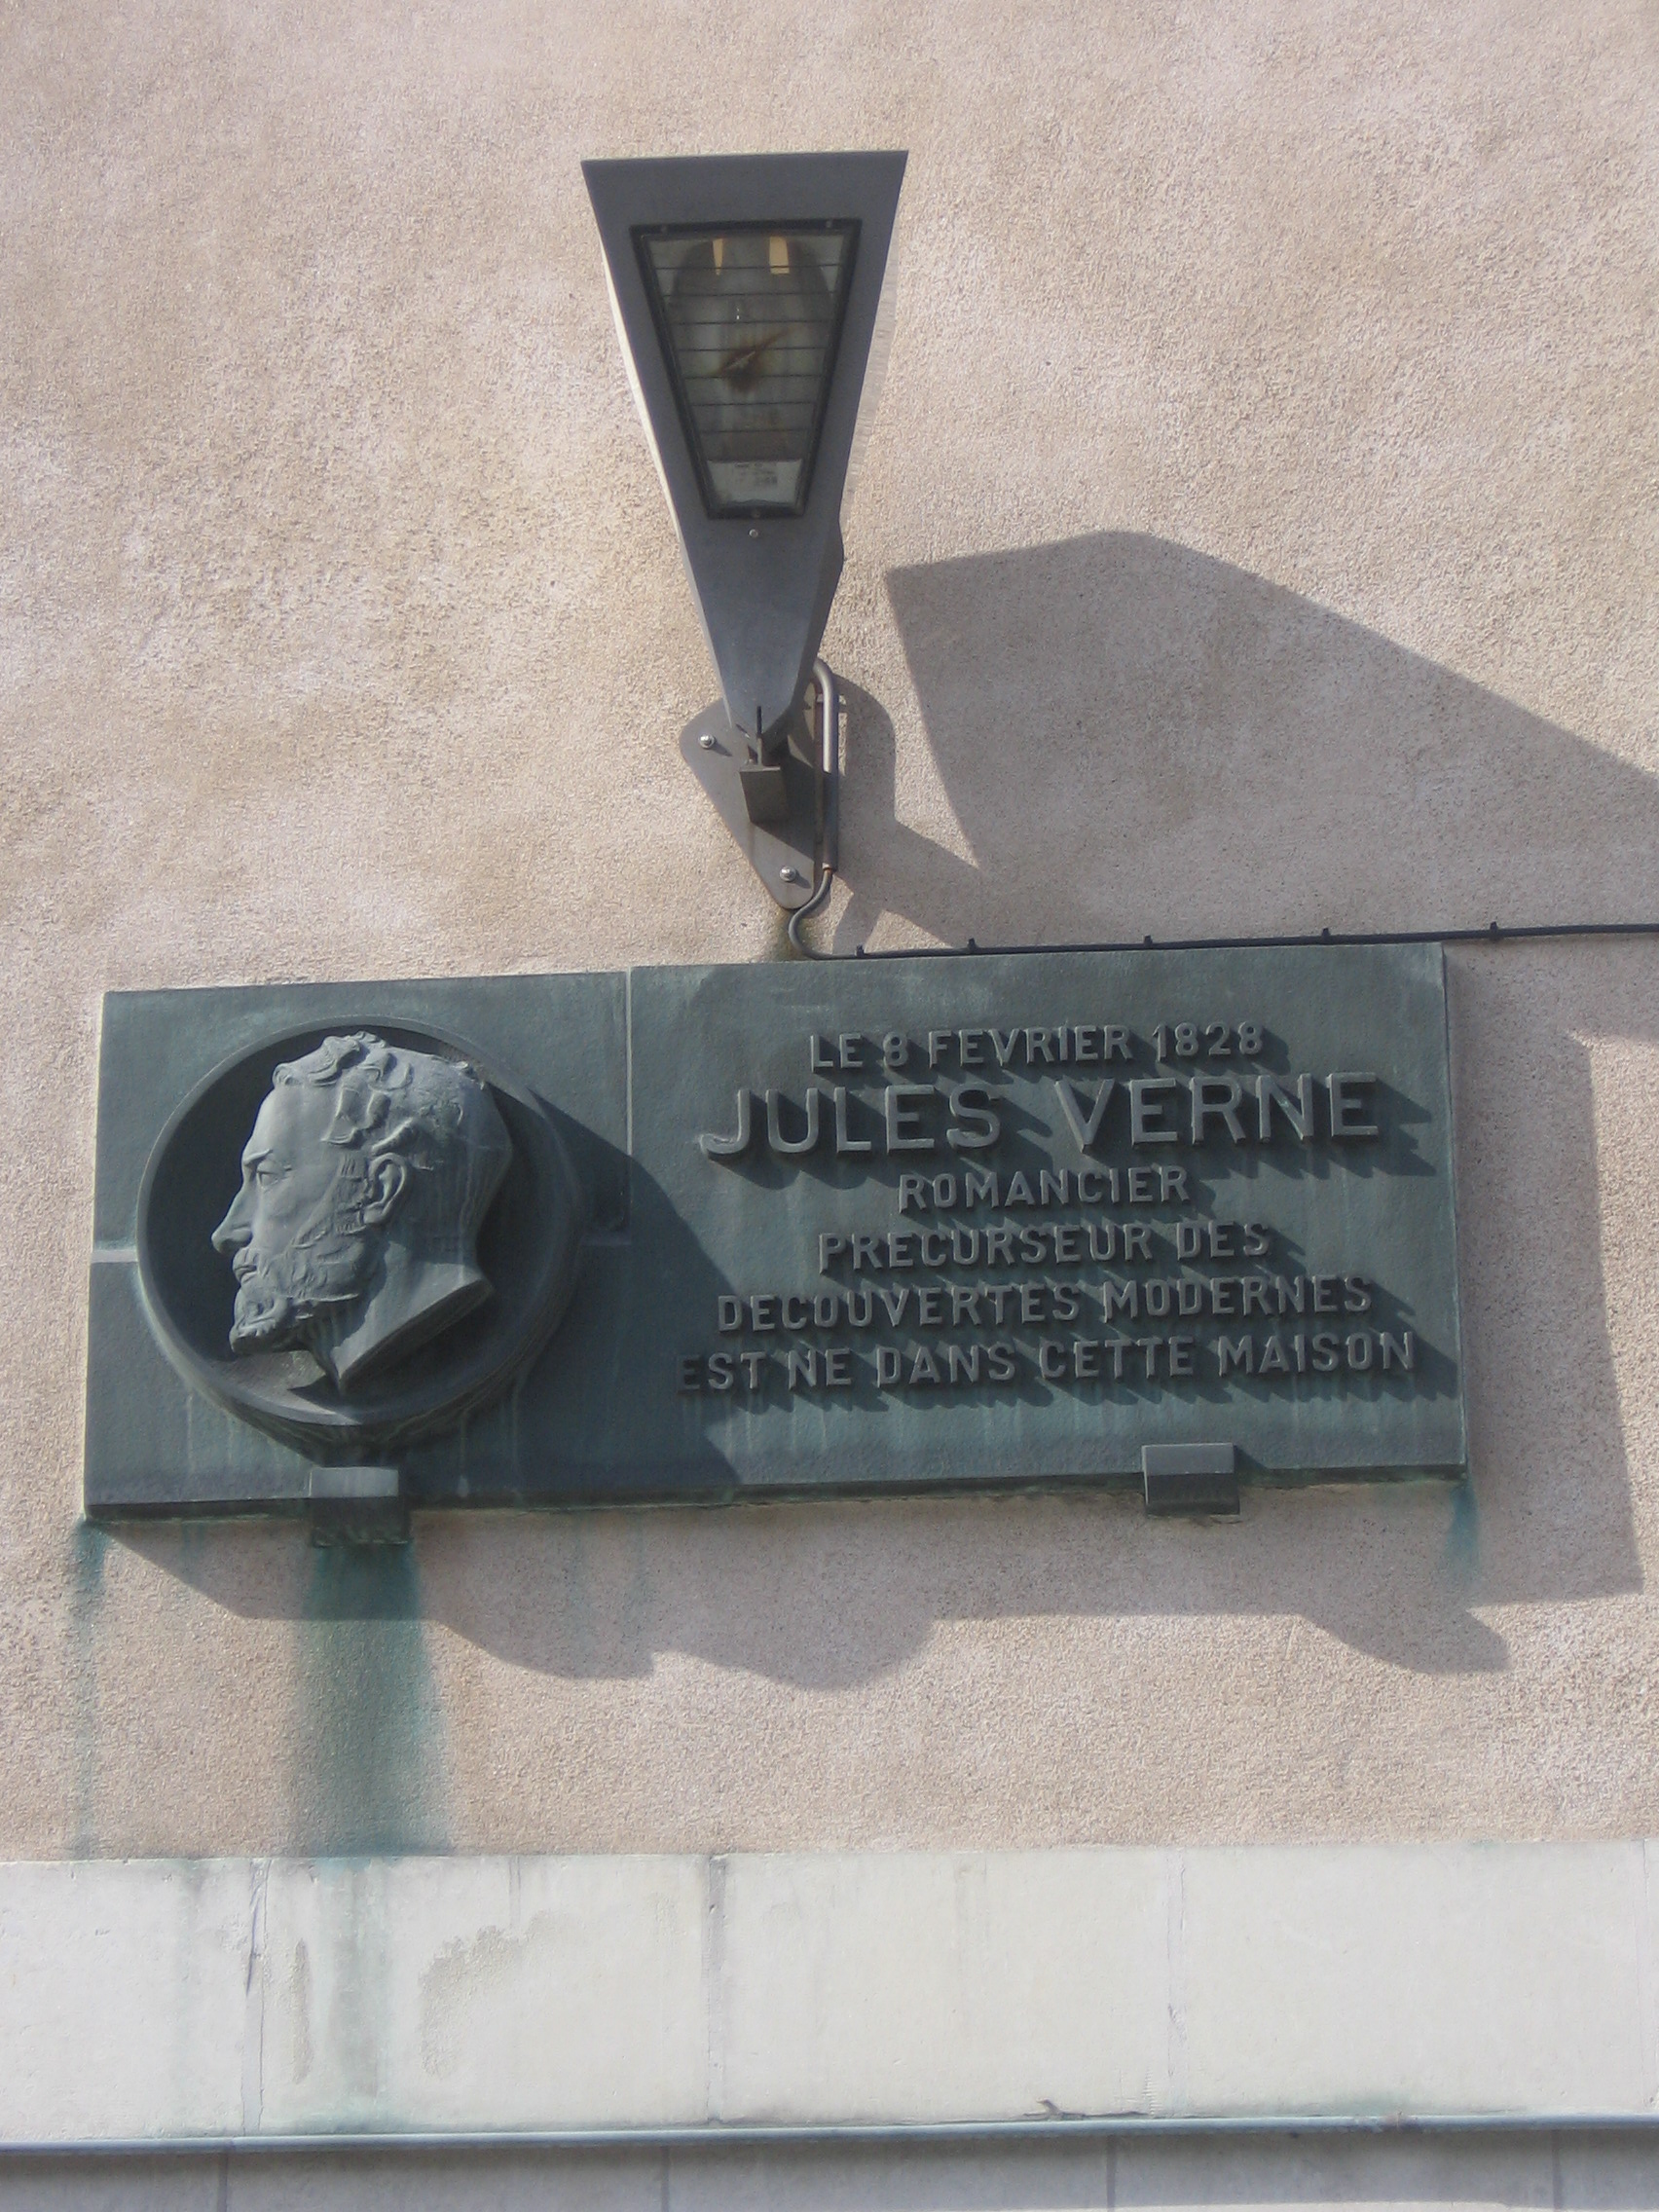 LE 8 FEVRIER 1828
JULES VERNE
ROMANCIER
PRECURSEUR DES
DECOUVERTES MODERNES
EST NE DANS CETTE MAISON